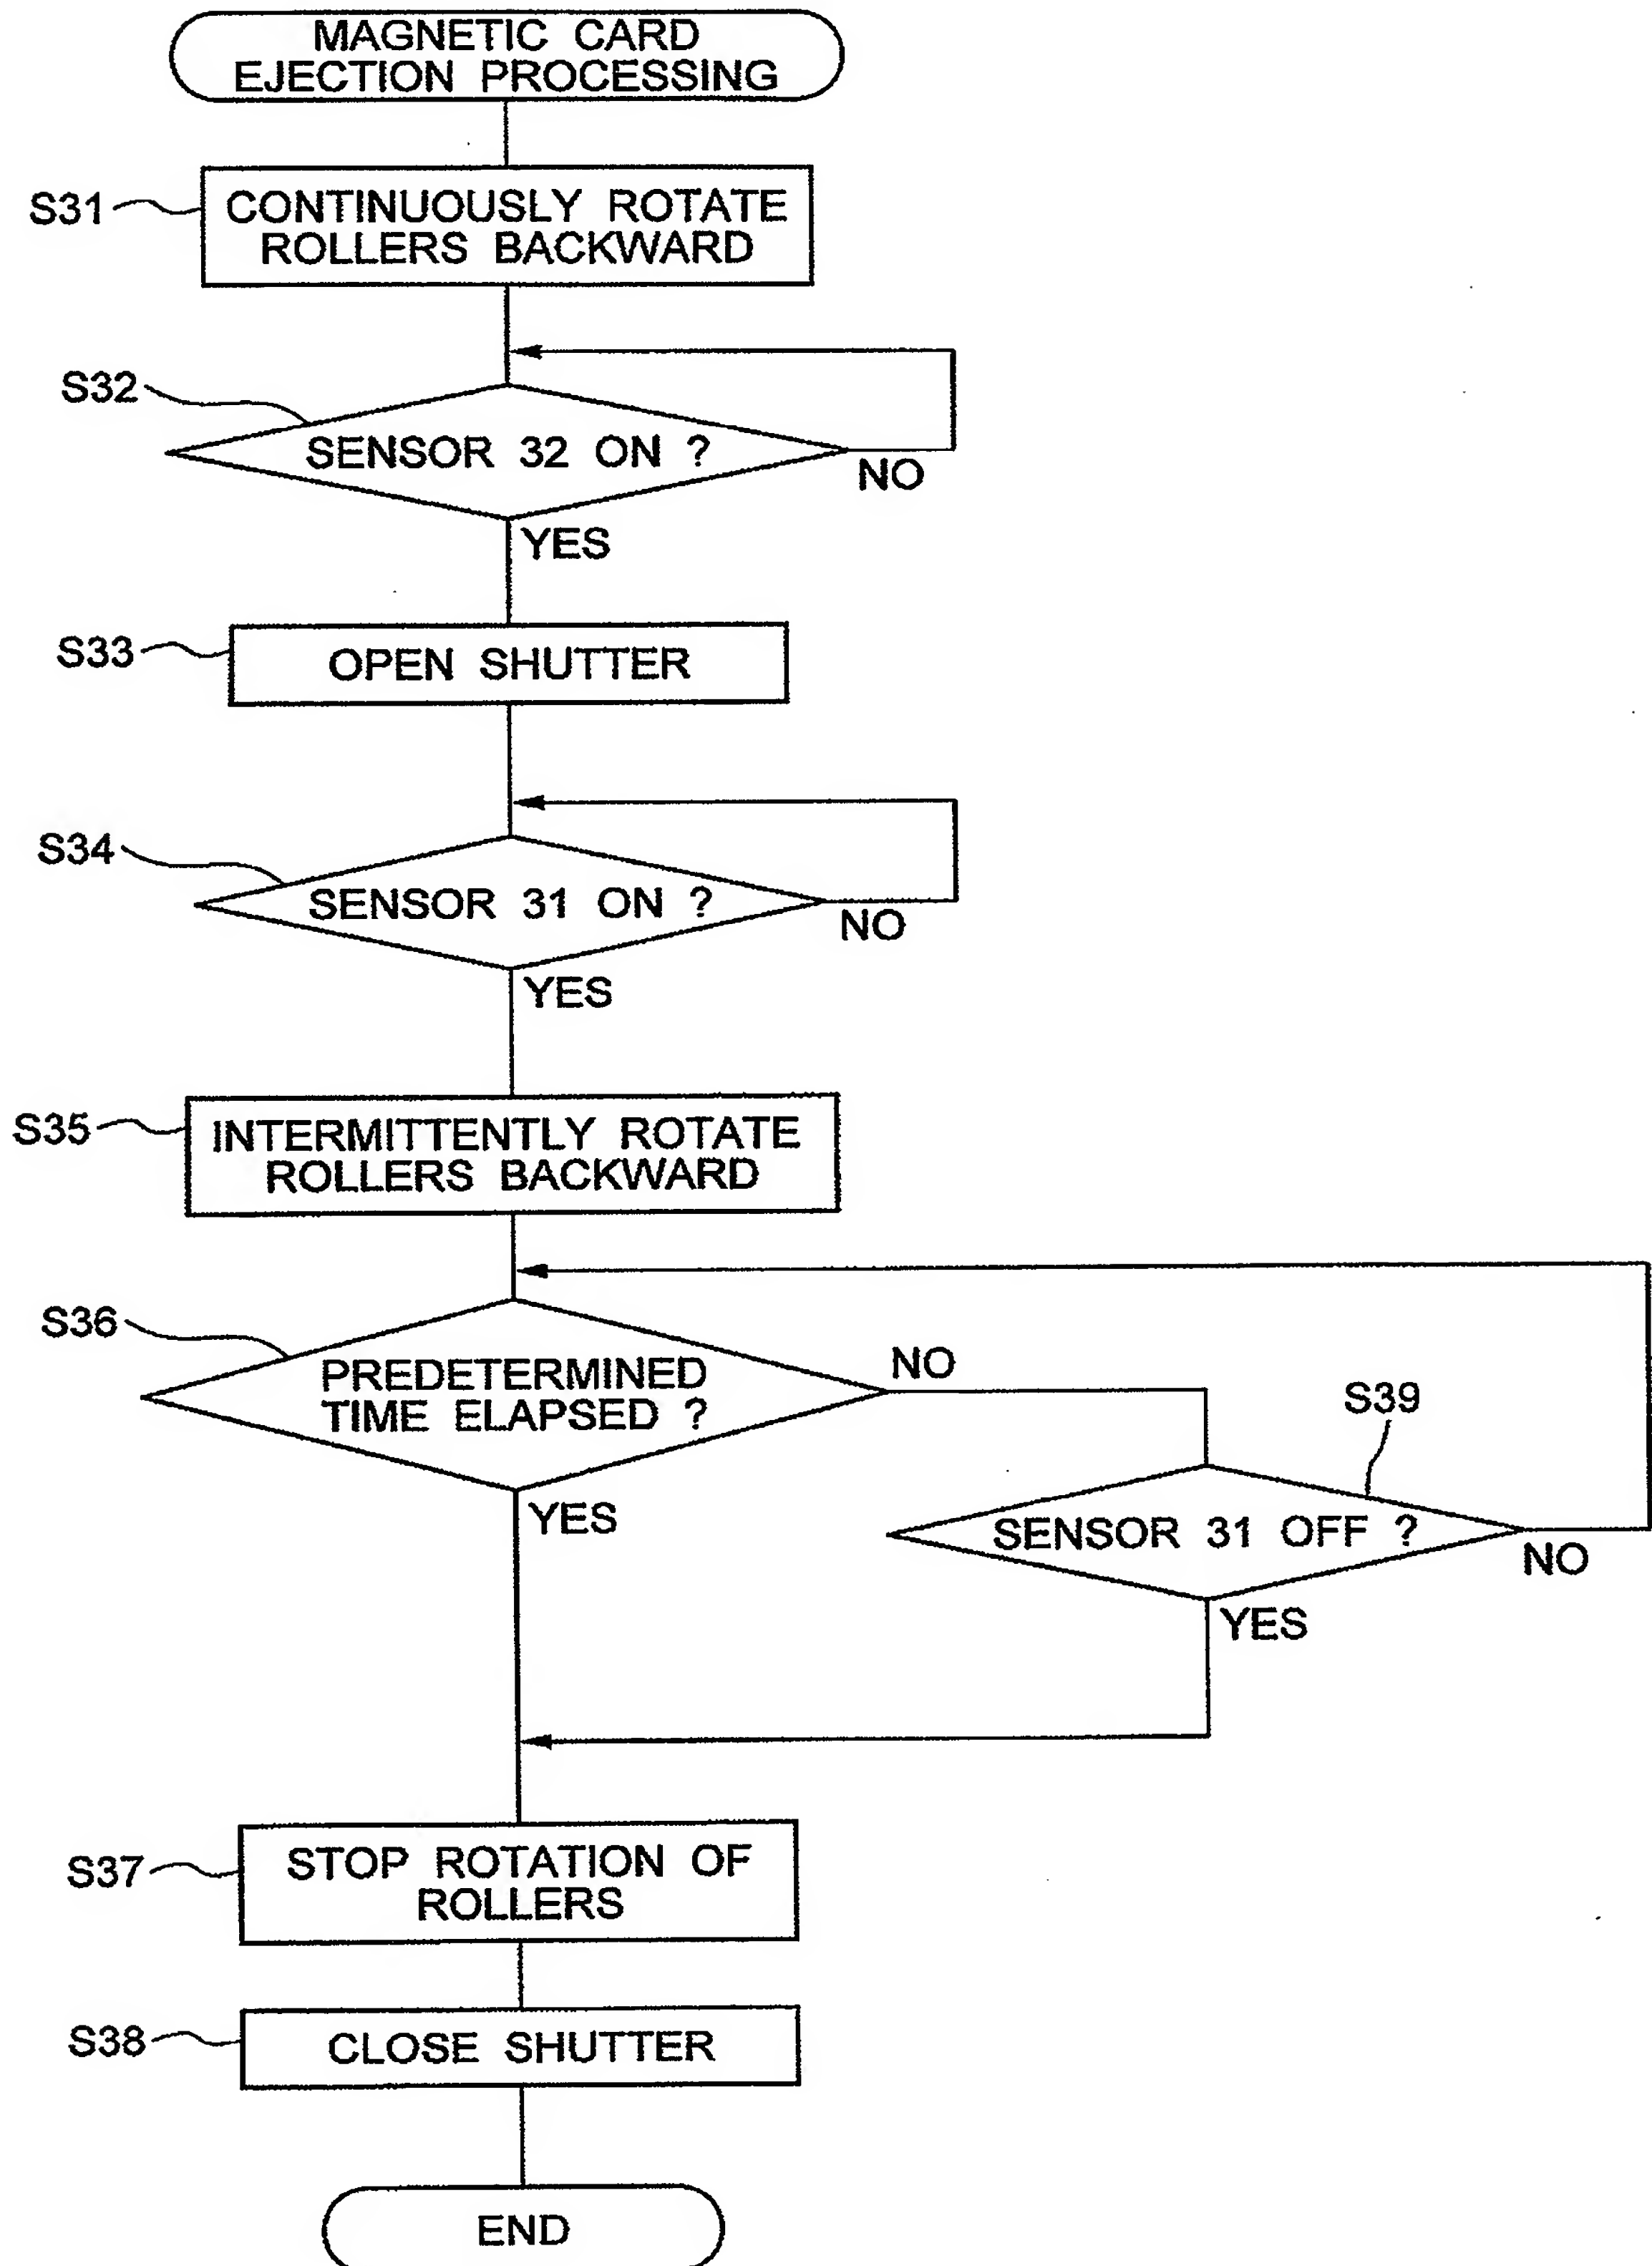 MAGNETIC CARD
EJECTION PROCESSING
S31
CONTINUOUSLY ROTATE
ROLLERS BACKWARD
S32
SENSOR 32 ON ?
NO
YES
S33
OPEN SHUTTER
S34
SENSOR 31 ON ?
NO
YES
S35
INTERMITTENTLY ROTATE
ROLLERS BACKWARD
S36
PREDETERMINED
TIME ELAPSED ?
NO
YES
S39
SENSOR 31 OFF ?
NO
YES
S37
STOP ROTATION OF
ROLLERS
S38
CLOSE SHUTTER
END